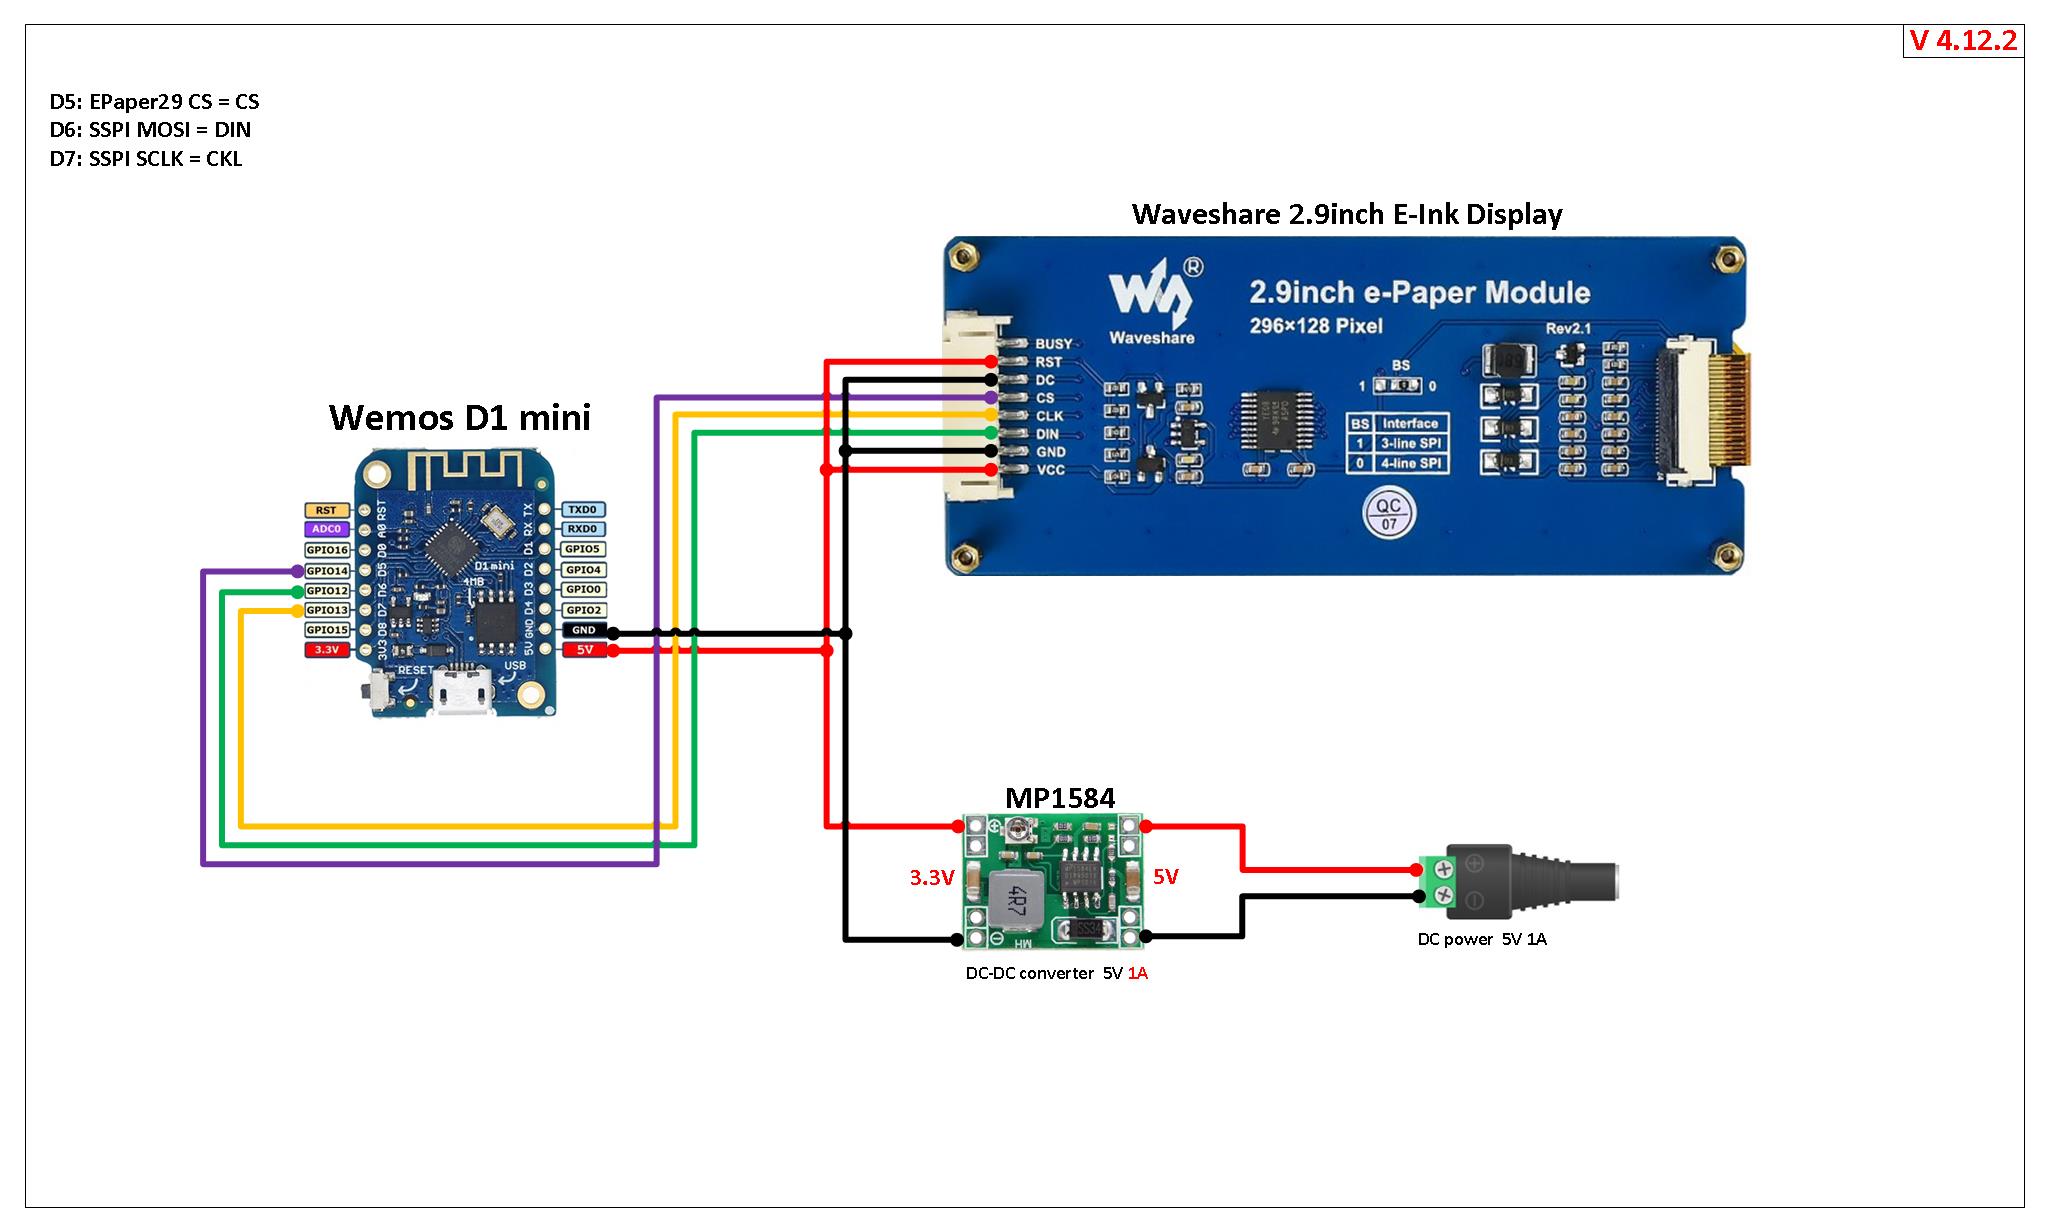 V 4.12.2
D5: EPaper29 CS = CS
D6: SSPI MOSI = DIN
D7: SSPI SCLK = CKL
Waveshare 2.9inch E-Ink Display
Waveshare
2.9inch e-Paper Module
296×128 Pixel
Rev2.1
BUSY
RST
DC
CS
CLK
DIN
GND
VCC
BS
1 0
BS Interface
1 3-line SPI
0 4-line SPI
QC
07
Wemos D1 mini
RST RST TX TXD0
ADC0 A0 RX RXD0
GPIO16 D0 D1 GPIO5
GPIO14 D5 D2 GPIO4
GPIO12 D6 D3 GPIO0
GPIO13 D7 D4 GPIO2
GPIO15 D8 GND GND
3.3V 3V3 5V 5V
D1 mini
4MB
RESET
USB
MP1584
3.3V
5V
4R7
SS34
MH
DC-DC converter 5V 1A
DC power 5V 1A